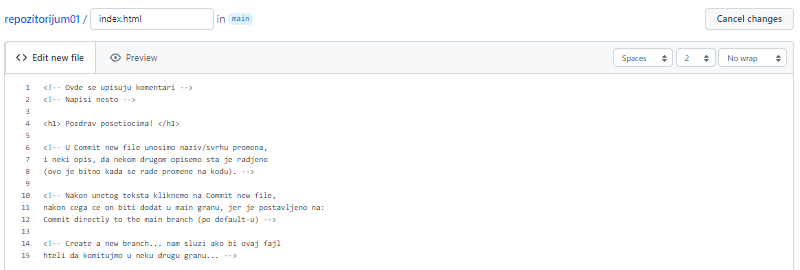 repozitorijum01 / index.html in main Cancel changes
Edit new file Preview Spaces 2 No wrap
1 <!-- Ovde se upisuju komentari -->
2 <!-- Napisi nesto -->
3
4 <h1> Pozdrav posetiocima! </h1>
5
6 <!-- U Commit new file unosimo naziv/svrhu promena,
7 i neki opis, da nekom drugom opisemo sta je radjeno
8 (ovo je bitno kada se rade promene na kodu). -->
9
10 <!-- Nakon unetog teksta kliknemo na Commit new file,
11 nakon cega ce on biti dodat u main granu, jer je postavljeno na:
12 Commit directly to the main branch (po default-u) -->
13
14 <!-- Create a new branch... nam sluzi ako bi ovaj fajl
15 hteli da komitujmo u neku drugu granu... -->